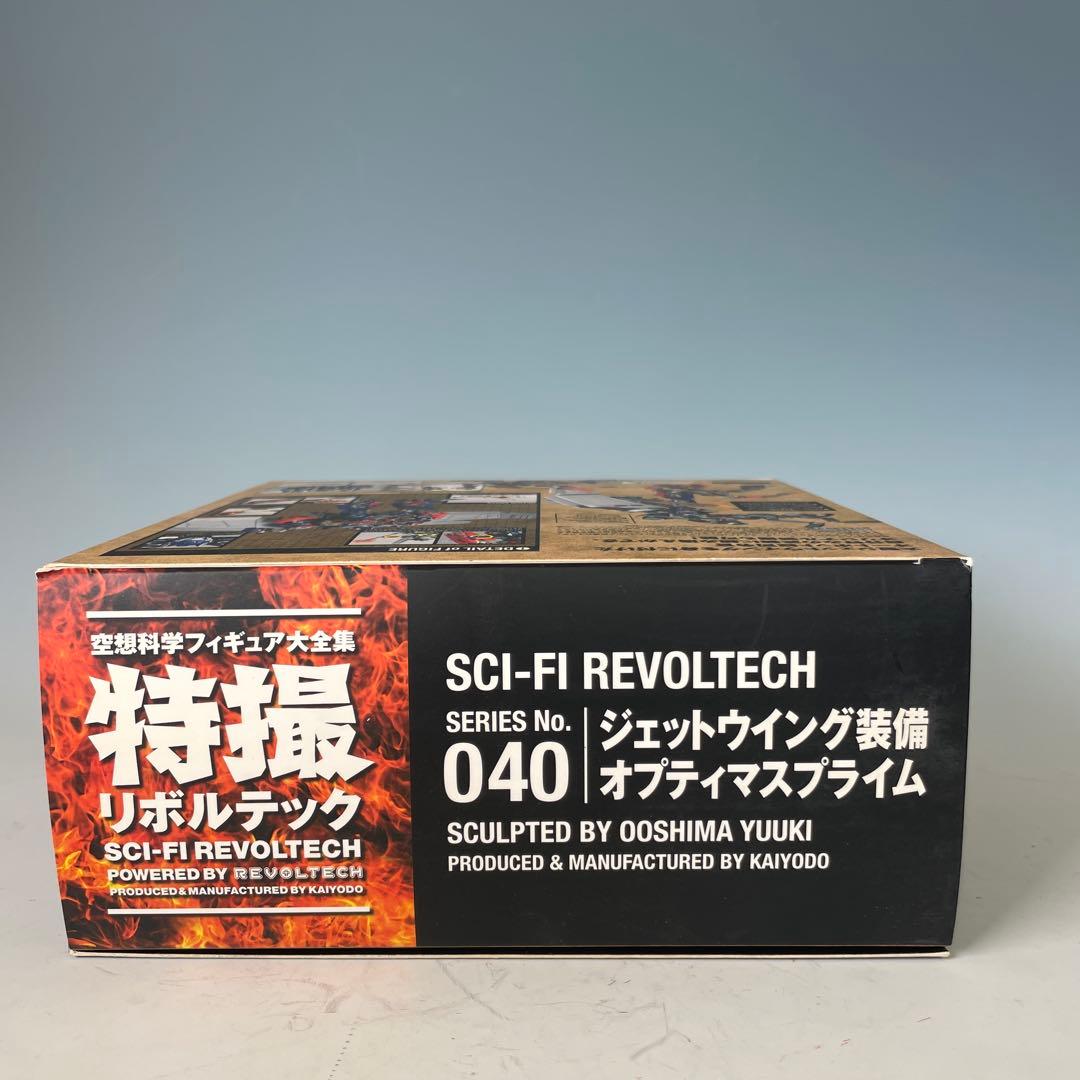 空想科学フィギュア大全集
特撮
リボルテック
SCI-FI REVOLTECH
POWERED BY REVOLTECH
PRODUCED & MANUFACTURED BY KAIYODO
SCI-FI REVOLTECH
SERIES No.
040
ジェットウイング装備
オプティマスプライム
SCULPTED BY OOSHIMA YUUKI
PRODUCED & MANUFACTURED BY KAIYODO
DETAIL of FIGURE